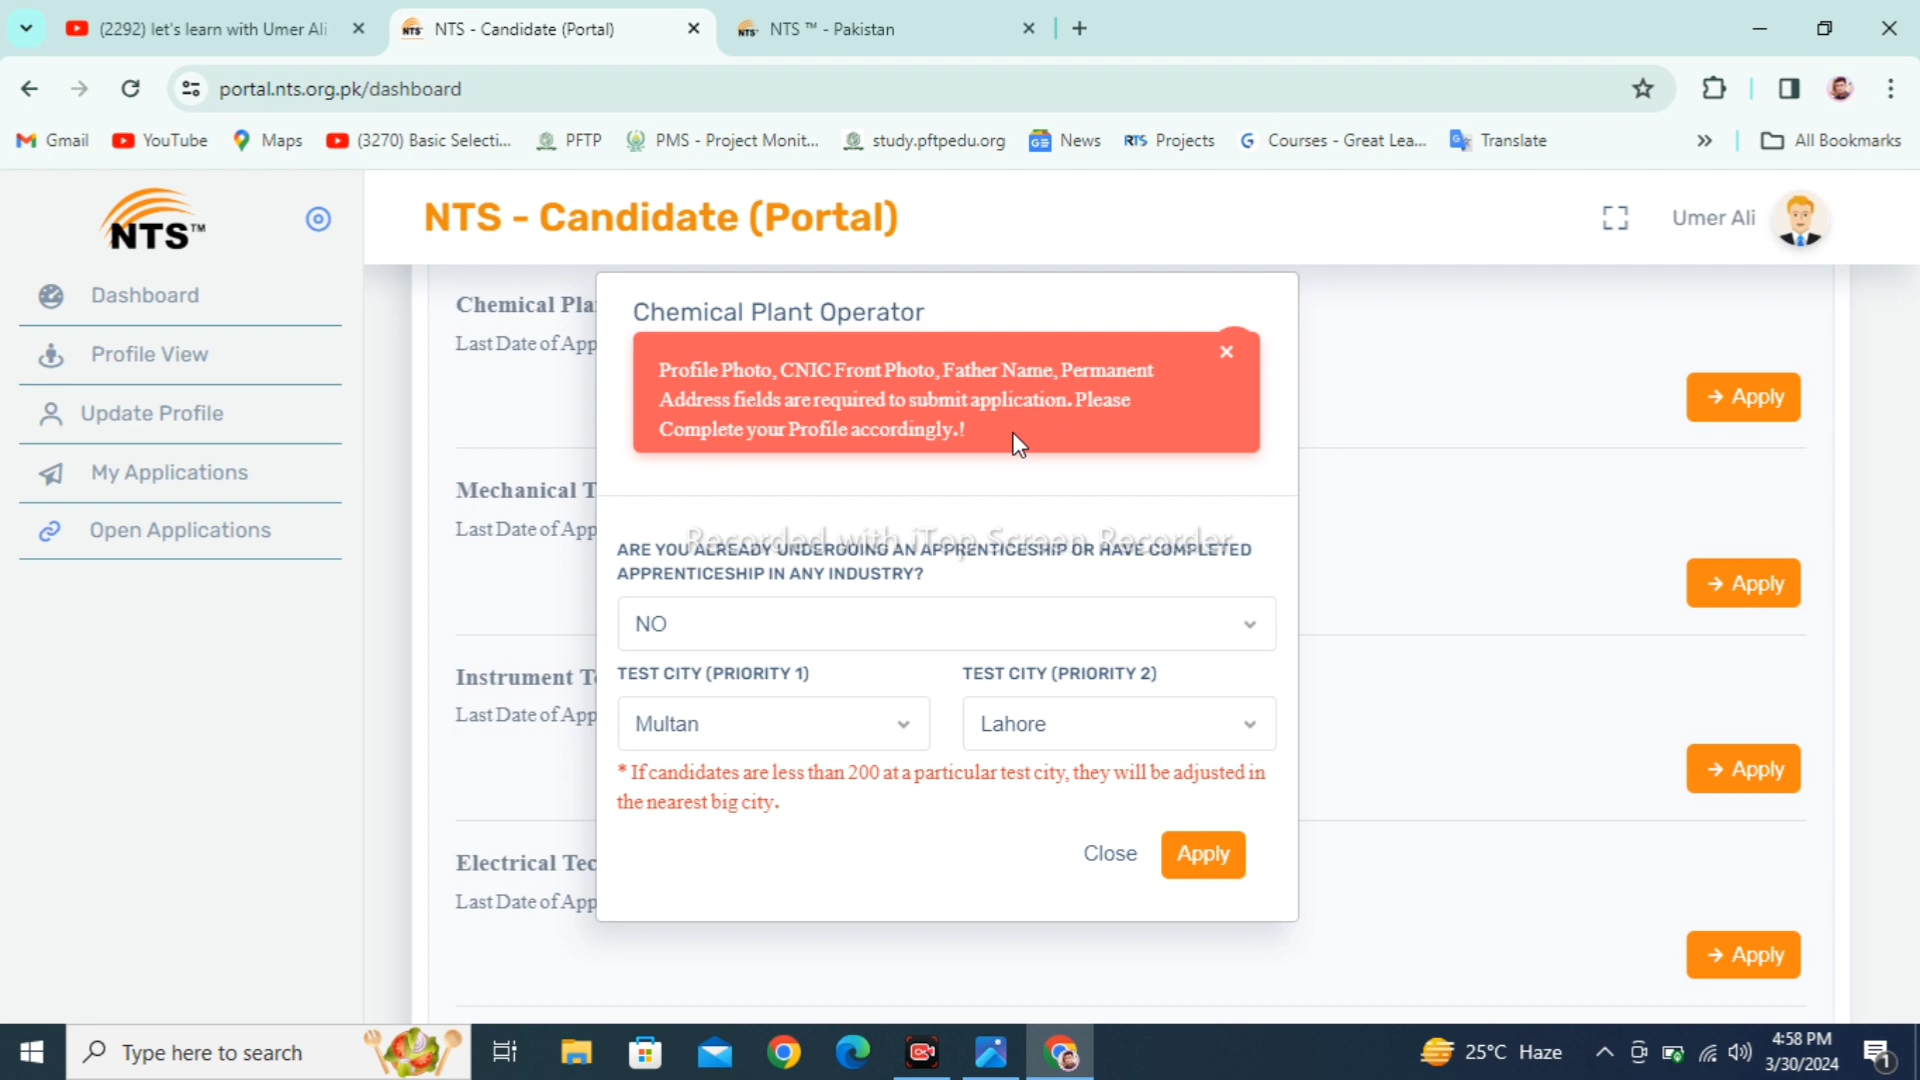 (2292) let's learn with Umer Ali
NTS - Candidate (Portal)
NTS ™ - Pakistan
portal.nts.org.pk/dashboard
Gmail
YouTube
Maps
(3270) Basic Selecti...
PFTP
PMS - Project Monit...
study.pftpedu.org
News
RTS Projects
Courses - Great Lea...
Translate
All Bookmarks
NTS™
NTS - Candidate (Portal)
Umer Ali
Dashboard
Profile View
Update Profile
My Applications
Open Applications
Chemical Pla
Last Date of App
Apply
Mechanical T
Last Date of App
Apply
Instrument T
Last Date of App
Apply
Electrical Tec
Last Date of App
Apply
Chemical Plant Operator
Profile Photo, CNIC Front Photo, Father Name, Permanent
Address fields are required to submit application. Please
Complete your Profile accordingly.!
Recorded with iTop Screen Recorder
ARE YOU ALREADY UNDERGOING AN APPRENTICESHIP OR HAVE COMPLETED
APPRENTICESHIP IN ANY INDUSTRY?
NO
TEST CITY (PRIORITY 1)
TEST CITY (PRIORITY 2)
Multan
Lahore
* If candidates are less than 200 at a particular test city, they will be adjusted in
the nearest big city.
Close
Apply
Type here to search
25°C Haze
4:58 PM
3/30/2024
1